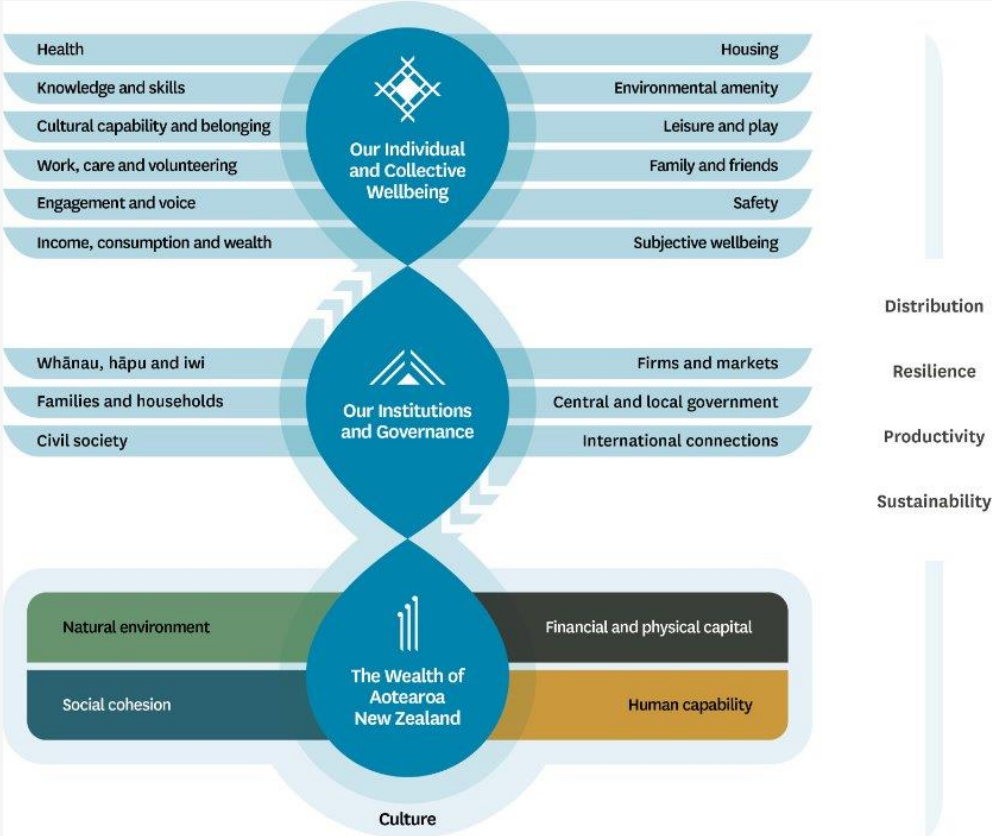 Health
Knowledge and skills
Cultural capability and belonging
Work, care and volunteering
Engagement and voice
Income, consumption and wealth
Our Individual
and Collective
Wellbeing
Housing
Environmental amenity
Leisure and play
Family and friends
Safety
Subjective wellbeing
Whānau, hāpu and iwi
Families and households
Civil society
Our Institutions
and Governance
Firms and markets
Central and local government
International connections
Natural environment
Social cohesion
The Wealth of
Aotearoa
New Zealand
Financial and physical capital
Human capability
Culture
Distribution
Resilience
Productivity
Sustainability